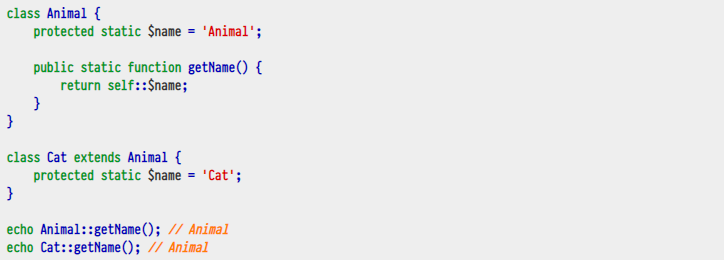 class Animal {
    protected static $name = 'Animal';
    public static function getName() {
        return self::$name;
    }
}
class Cat extends Animal {
    protected static $name = 'Cat';
}
echo Animal::getName(); // Animal
echo Cat::getName(); // Animal